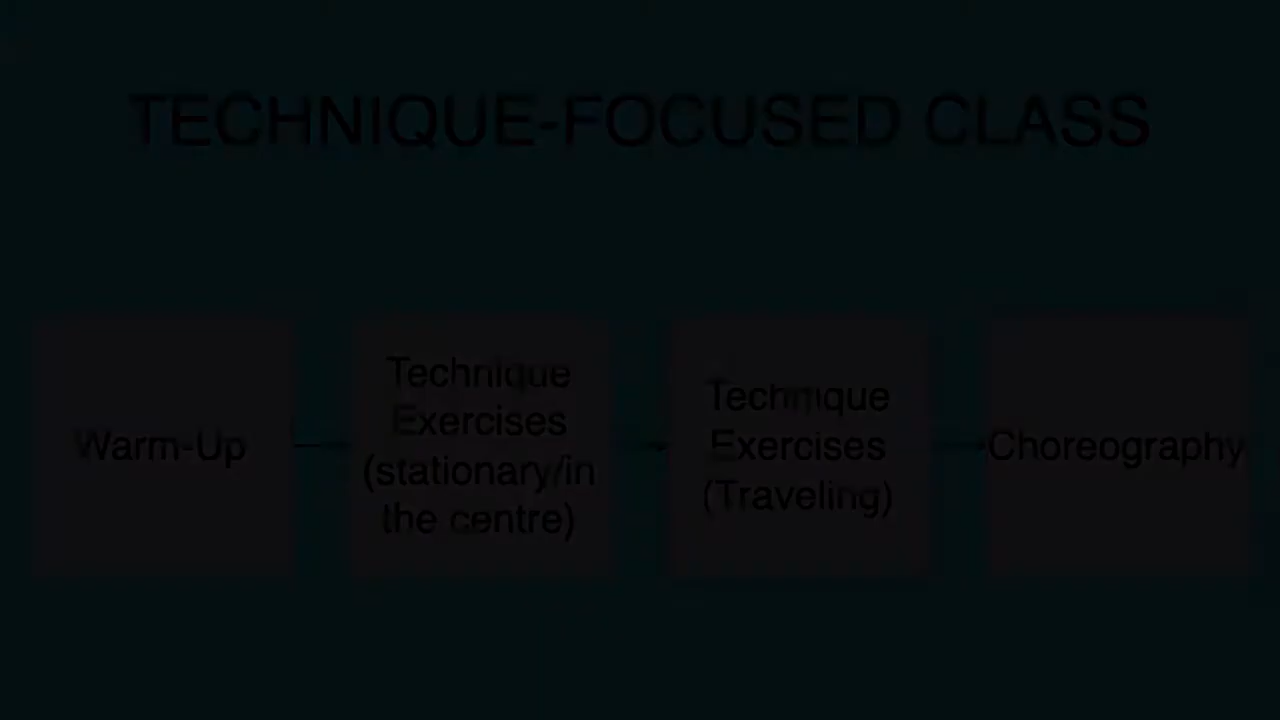 TECHNIQUE-FOCUSED CLASS
Warm-Up
Technique
Exercises
(stationary/in
the centre)
Technique
Exercises
(Traveling)
Choreography